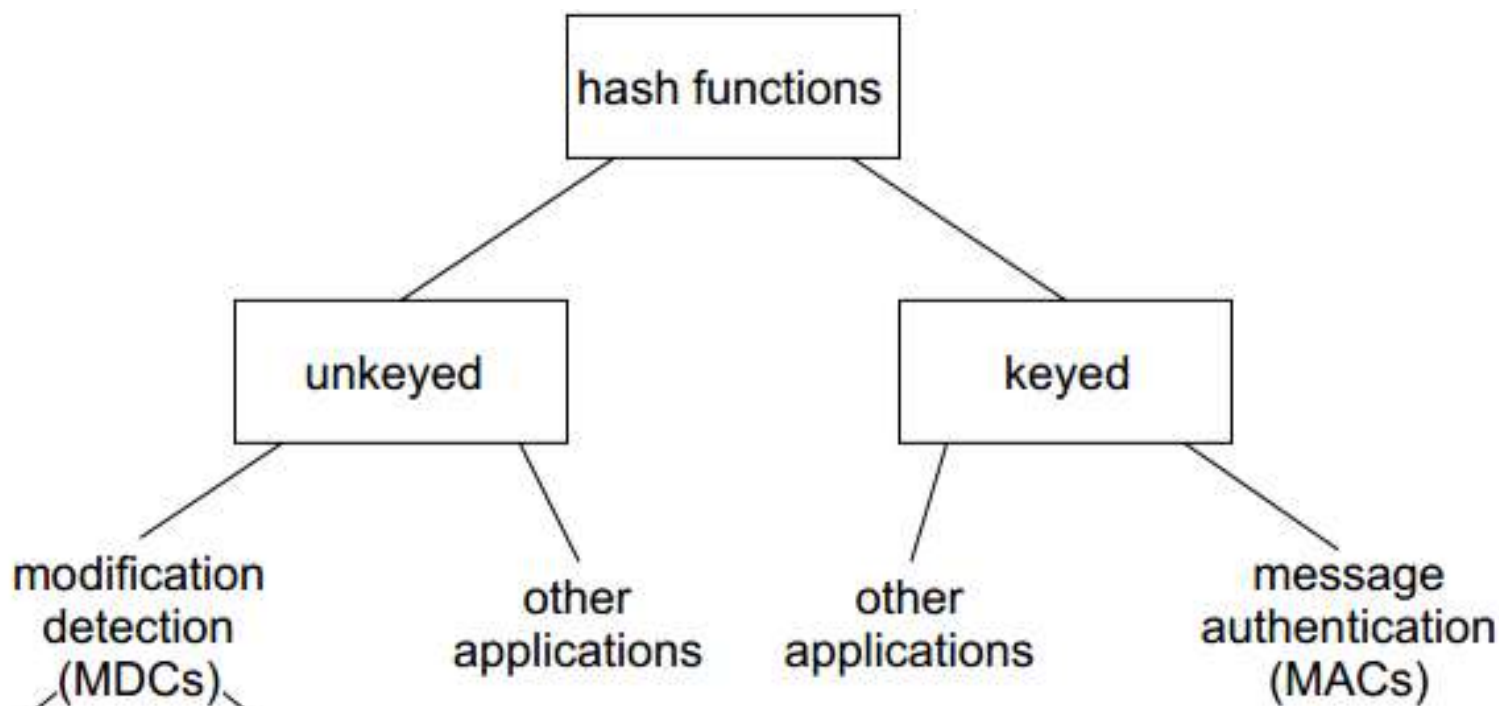 hash functions
unkeyed
keyed
modification
detection
(MDCs)
other
applications
other
applications
message
authentication
(MACs)